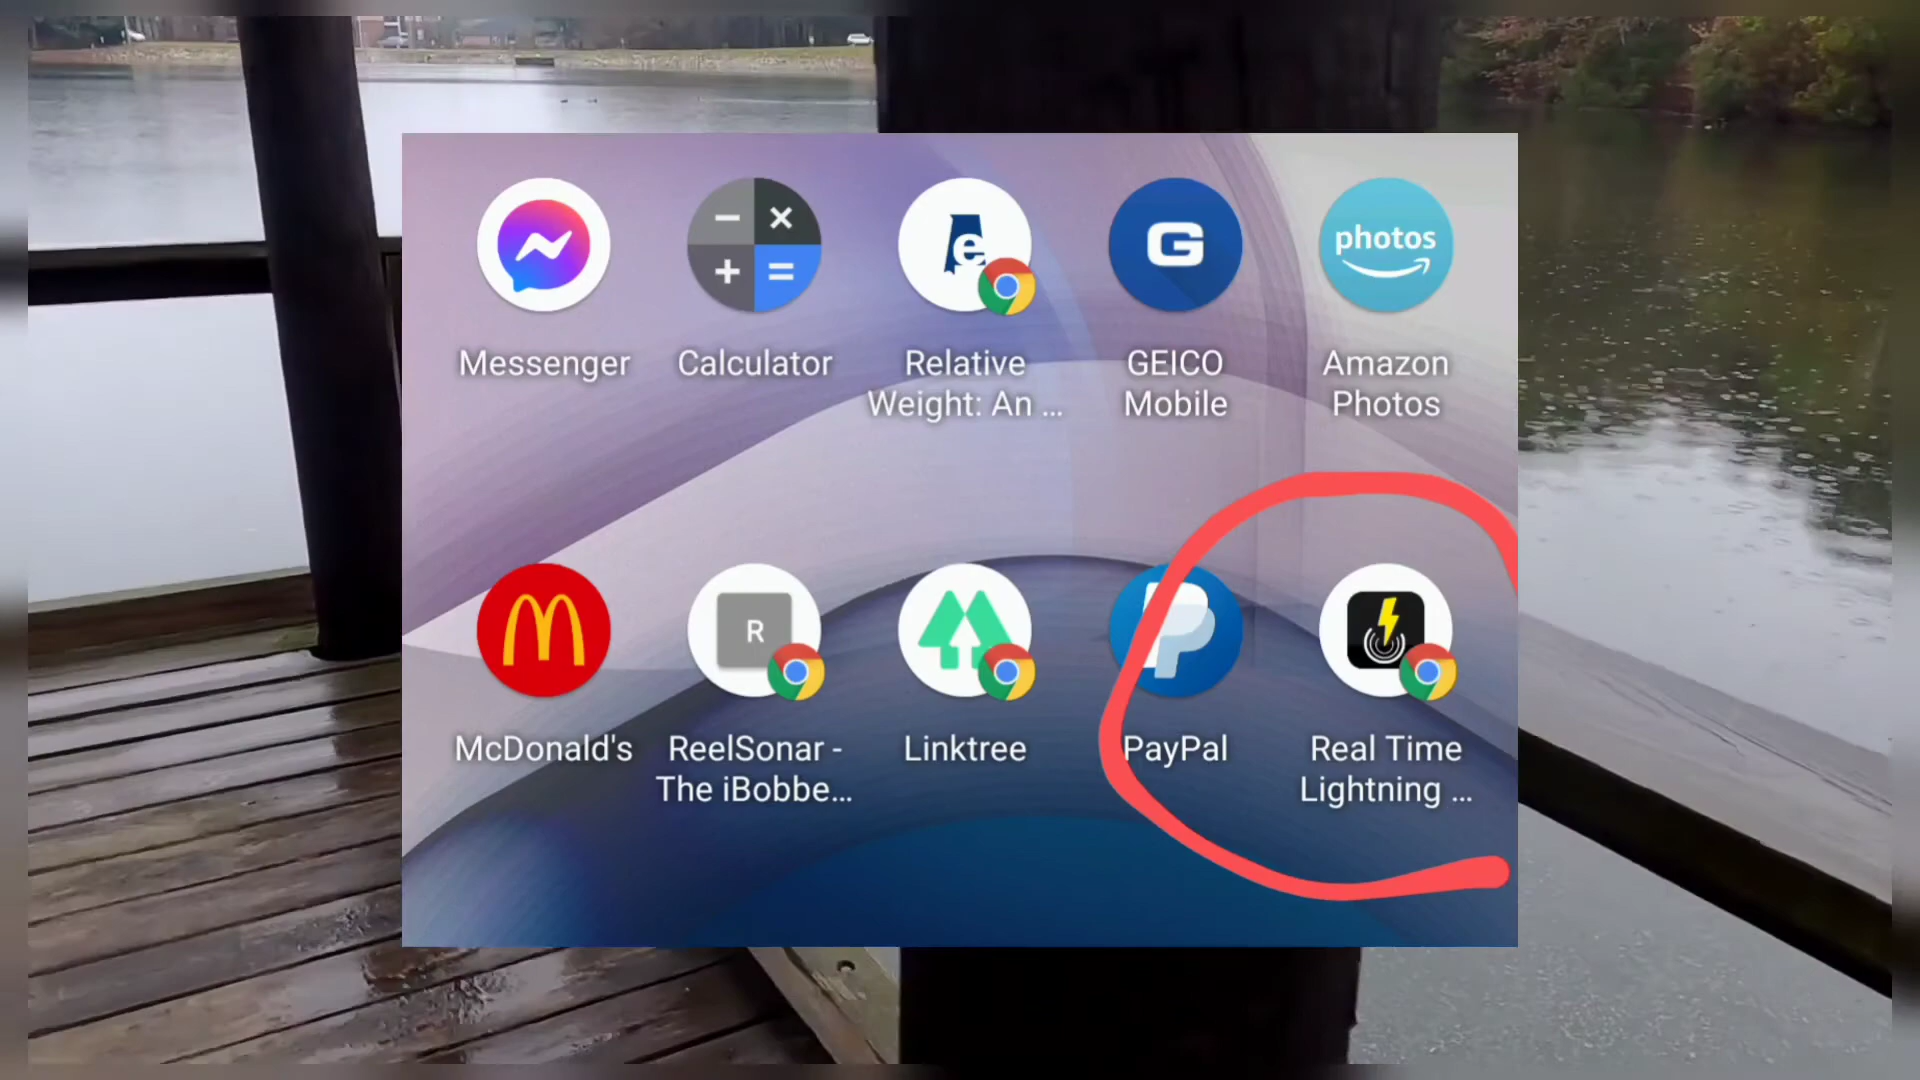 photos
Messenger
Calculator
Relative
Weight: An ...
GEICO
Mobile
Amazon
Photos
R
McDonald's
ReelSonar -
The iBobbe...
Linktree
PayPal
Real Time
Lightning ...